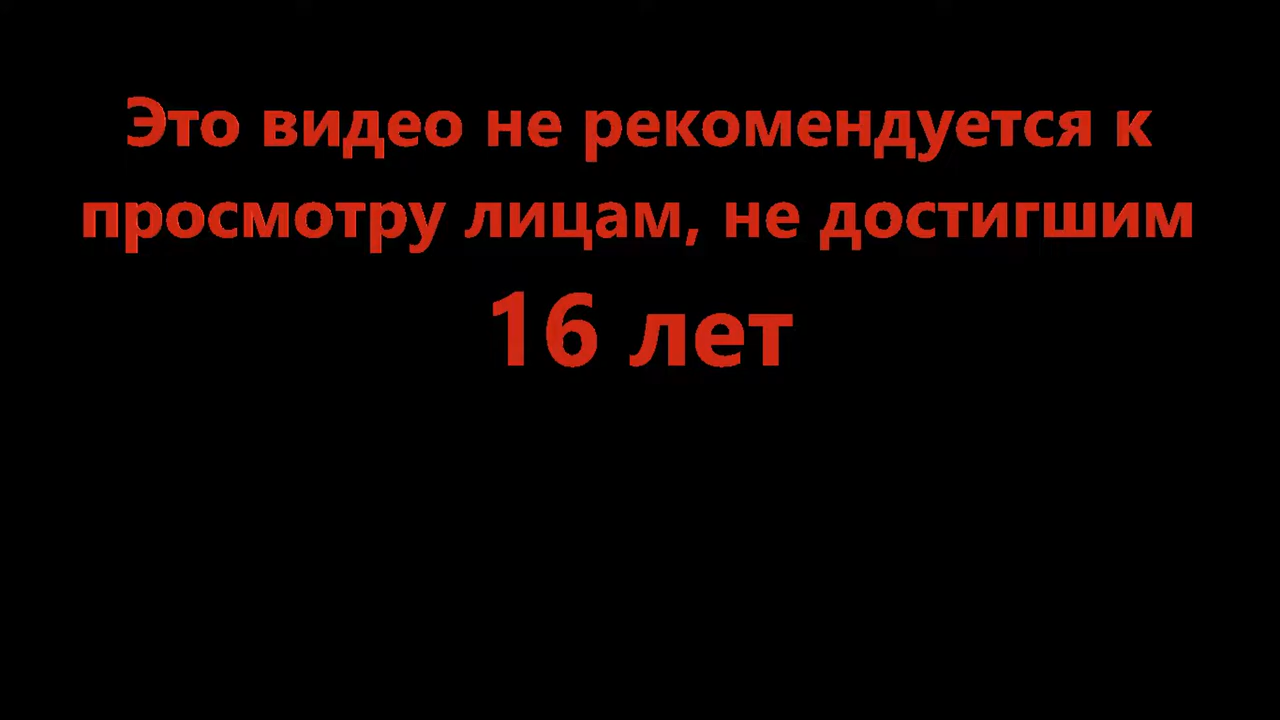 Это видео не рекомендуется к
просмотру лицам, не достигшим
16 лет